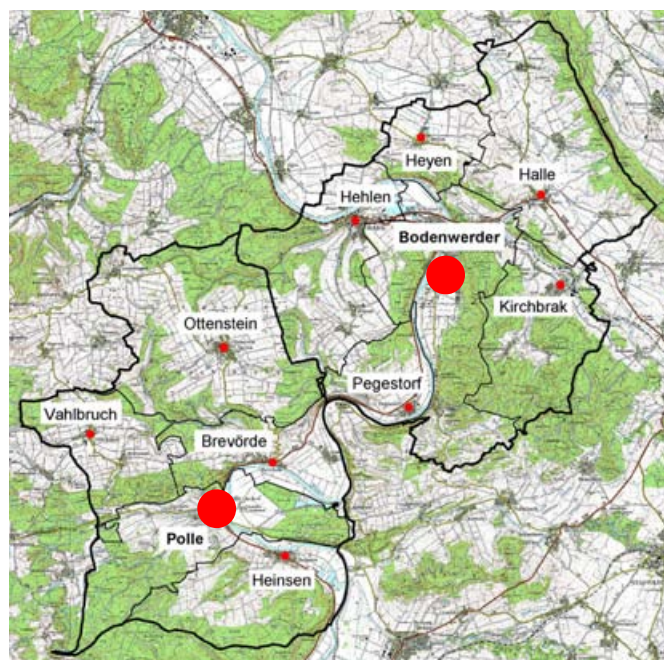 Heyen
Halle
Hehlen
Bodenwerder
Kirchbrak
Ottenstein
Pegestorf
Vahlbruch
Brevörde
Polle
Heinsen